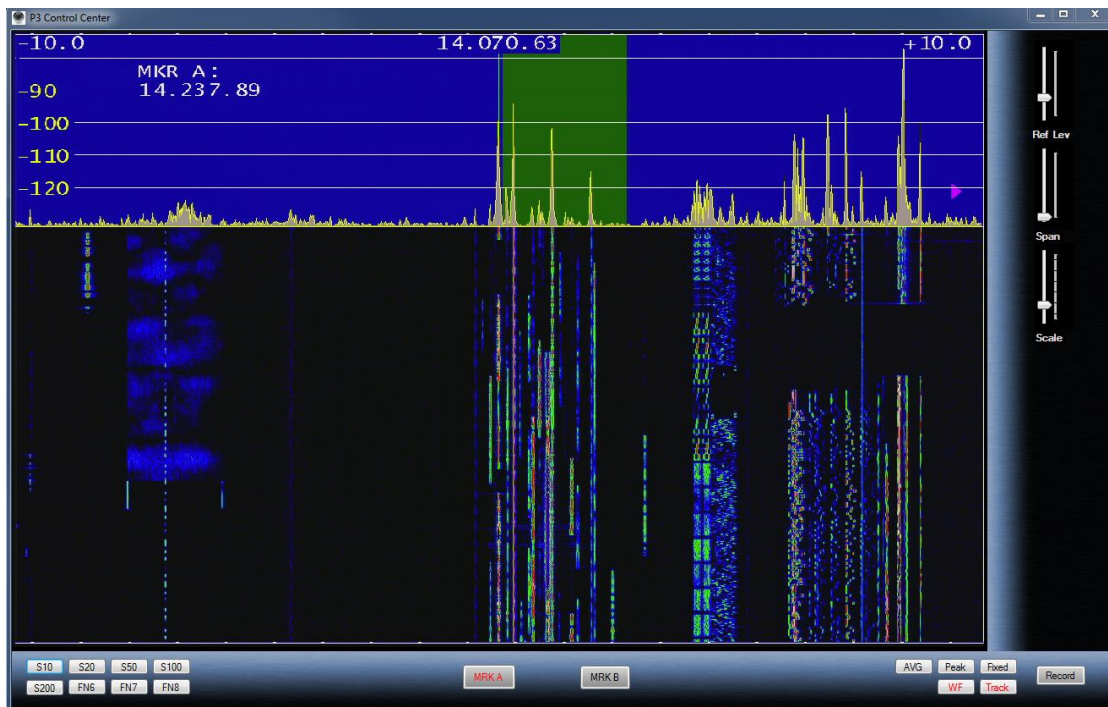 P3 Control Center
-10.0 14.070.63 +10.0
MKR A:
14.237.89
-90
-100
-110
-120
Ref Lev
Span
Scale
S10 S20 S50 S100
S200 FN6 FN7 FN8
MRK A MRK B
AVG Peak Fixed
WF Track
Record